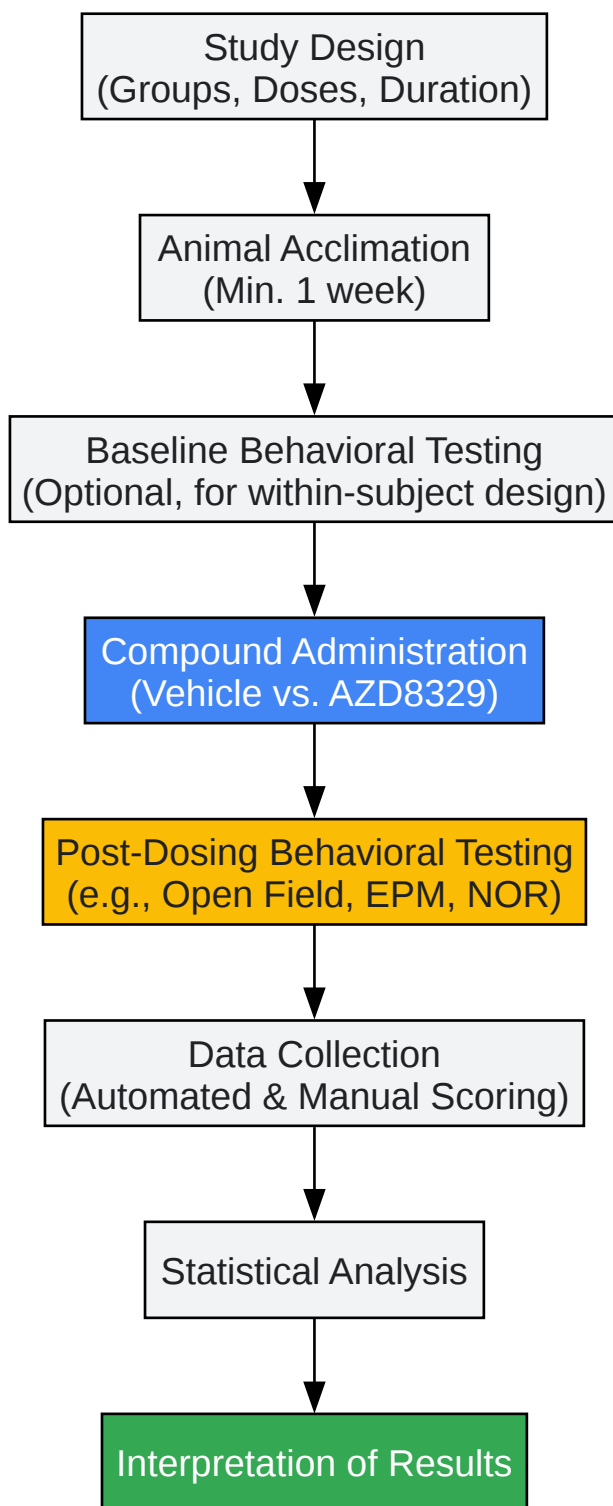 Study Design
(Groups, Doses, Duration)
Animal Acclimation
(Min. 1 week)
Baseline Behavioral Testing
(Optional, for within-subject design)
Compound Administration
(Vehicle vs. AZD8329)
Post-Dosing Behavioral Testing
(e.g., Open Field, EPM, NOR)
Data Collection
(Automated & Manual Scoring)
Statistical Analysis
Interpretation of Results